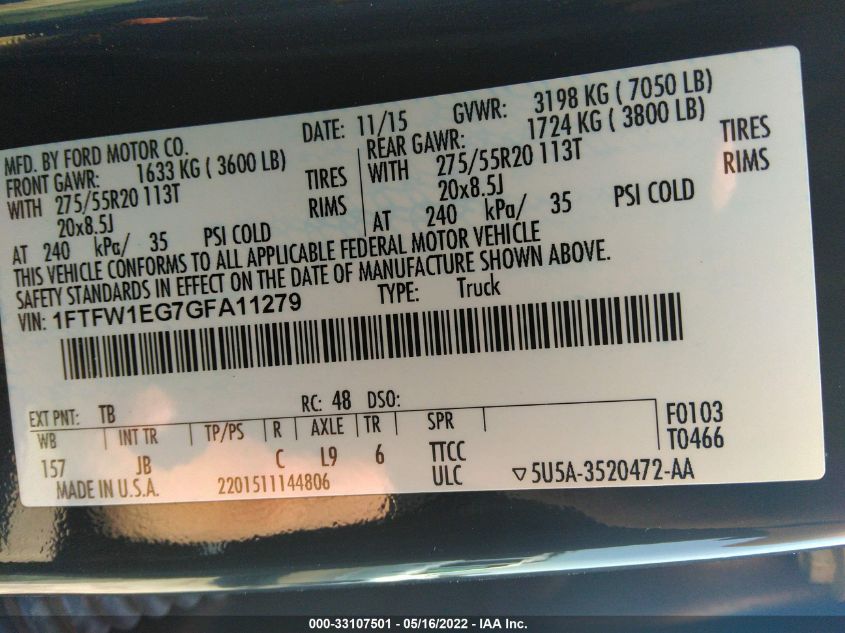 MFD. BY FORD MOTOR CO.
DATE: 11/15 GVWR: 3198 KG ( 7050 LB)
FRONT GAWR: 1633 KG ( 3600 LB)
WITH 275/55R20 113T TIRES
20x8.5J RIMS
AT 240 kPa/ 35 PSI COLD
REAR GAWR: 1724 KG ( 3800 LB)
WITH 275/55R20 113T TIRES
20x8.5J RIMS
AT 240 kPa/ 35 PSI COLD
THIS VEHICLE CONFORMS TO ALL APPLICABLE FEDERAL MOTOR VEHICLE
SAFETY STANDARDS IN EFFECT ON THE DATE OF MANUFACTURE SHOWN ABOVE.
VIN: 1FTFW1EG7GFA11279 TYPE: Truck
EXT PNT: TB RC: 48 DSO:
WB INT TR TP/PS R AXLE TR SPR F0103
T0466
157 JB C L9 6 TTCC
ULC ▽5U5A-3520472-AA
MADE IN U.S.A. 2201511144806
000-33107501 - 05/16/2022 - IAA Inc.